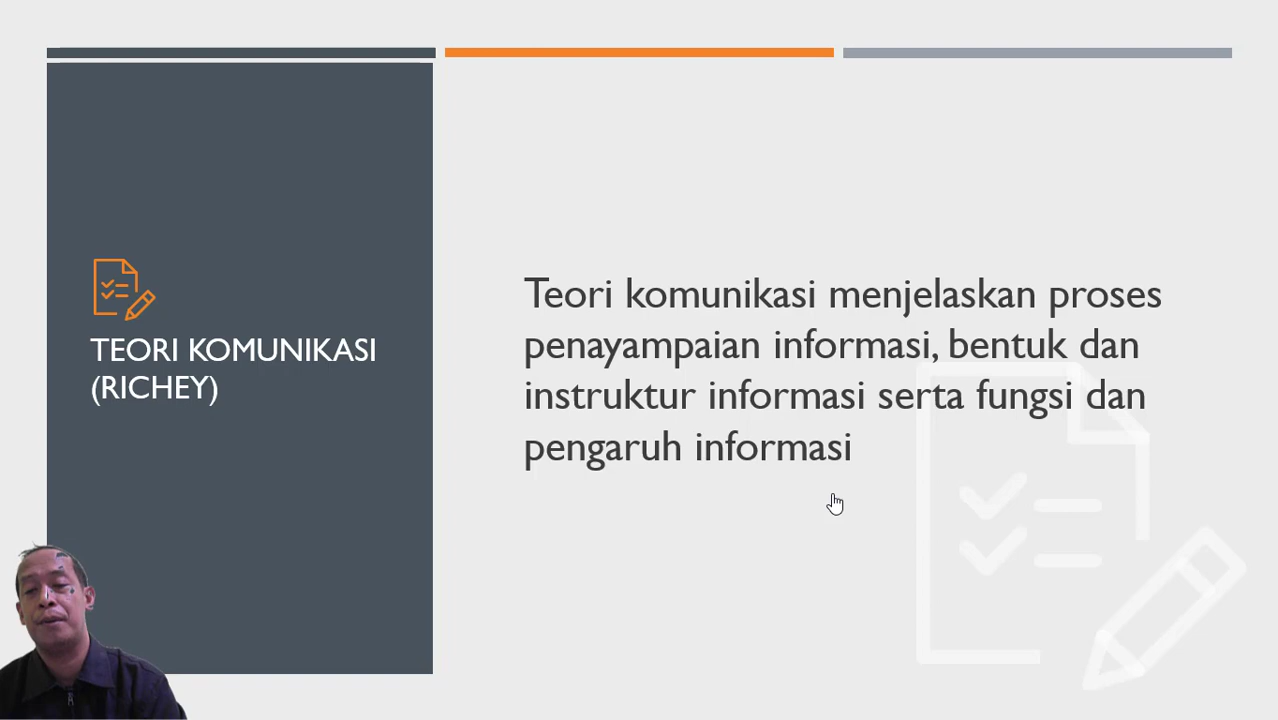 TEORI KOMUNIKASI
(RICHEY)
Teori komunikasi menjelaskan proses
penayampaian informasi, bentuk dan
instruktur informasi serta fungsi dan
pengaruh informasi